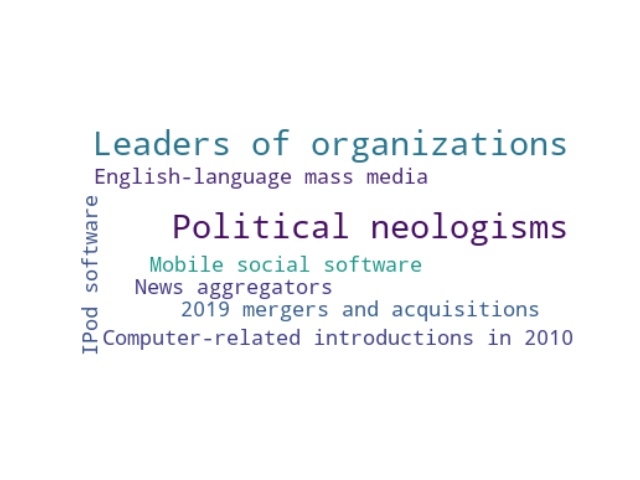 Leaders of organizations
English-language mass media
IPod software
Political neologisms
Mobile social software
News aggregators
2019 mergers and acquisitions
Computer-related introductions in 2010